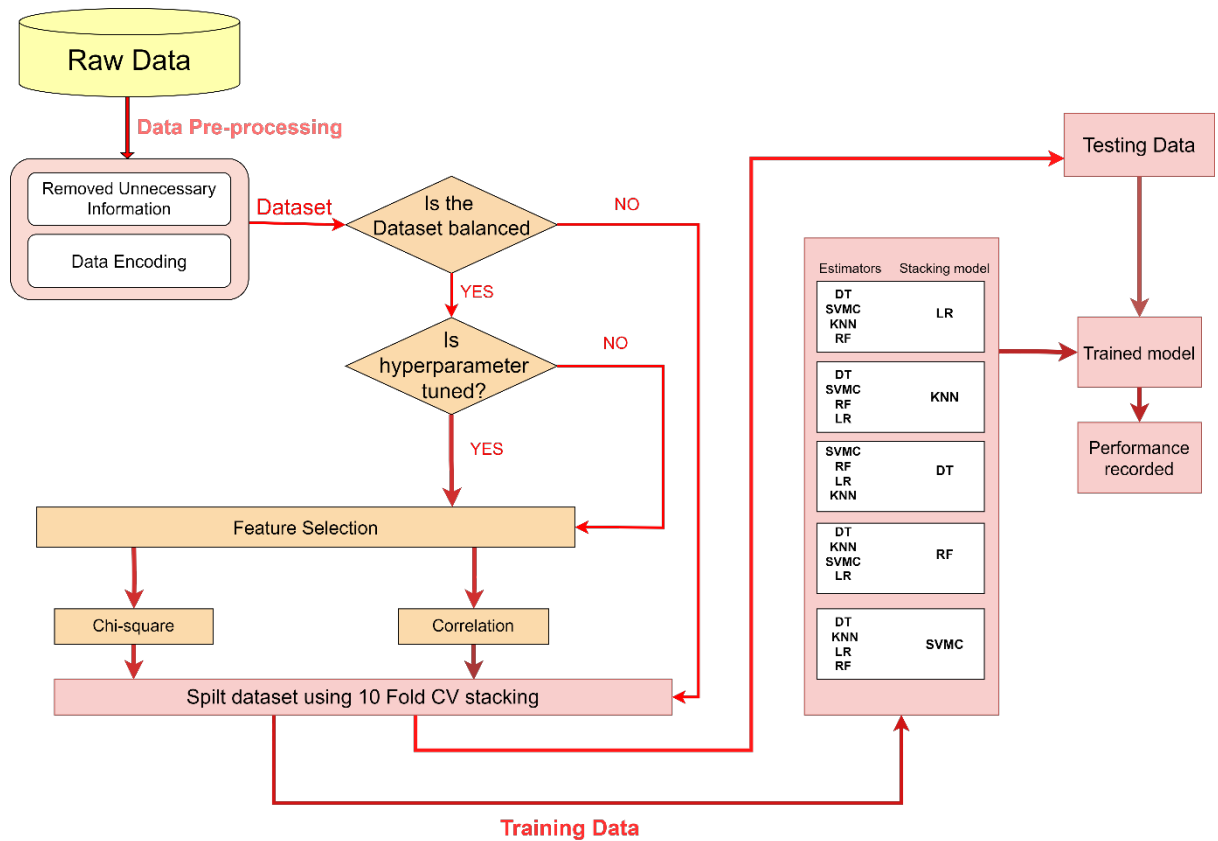 Raw Data
Data Pre-processing
Removed Unnecessary
Information
Data Encoding
Dataset
Is the
Dataset balanced
NO
YES
Is
hyperparameter
tuned?
NO
YES
Feature Selection
Chi-square
Correlation
Spilt dataset using 10 Fold CV stacking
Training Data
Estimators
Stacking model
DT
SVMC
KNN
RF
LR
DT
SVMC
RF
LR
KNN
SVMC
RF
LR
KNN
DT
DT
KNN
SVMC
LR
RF
DT
KNN
LR
RF
SVMC
Testing Data
Trained model
Performance
recorded